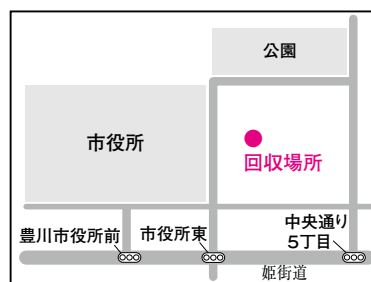 公園
市役所
回収場所
豊川市役所前
市役所東
中央通り
5丁目
姫街道